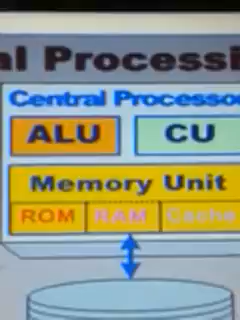 al Processi
Central Processo
ALU CU
Memory Unit
ROM RAM Cache